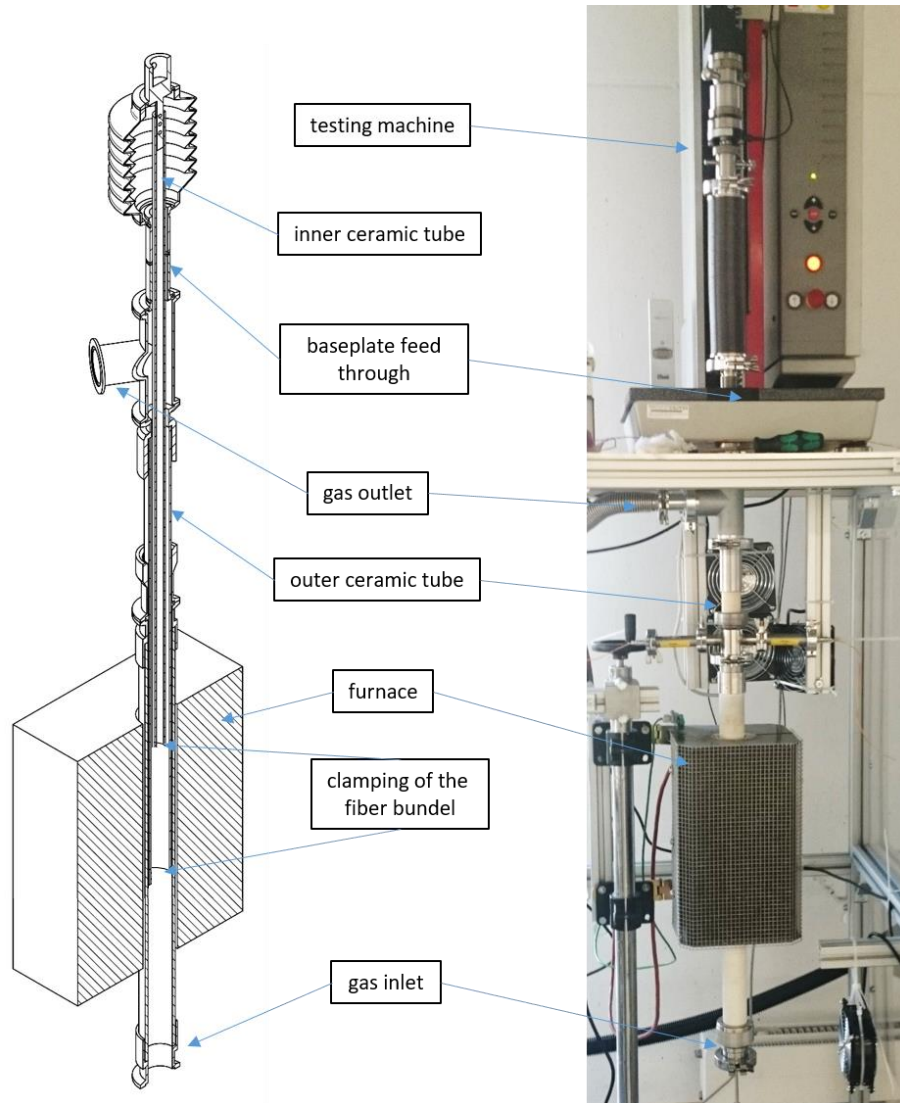 testing machine
inner ceramic tube
baseplate feed
through
gas outlet
outer ceramic tube
furnace
clamping of the
fiber bundel
gas inlet